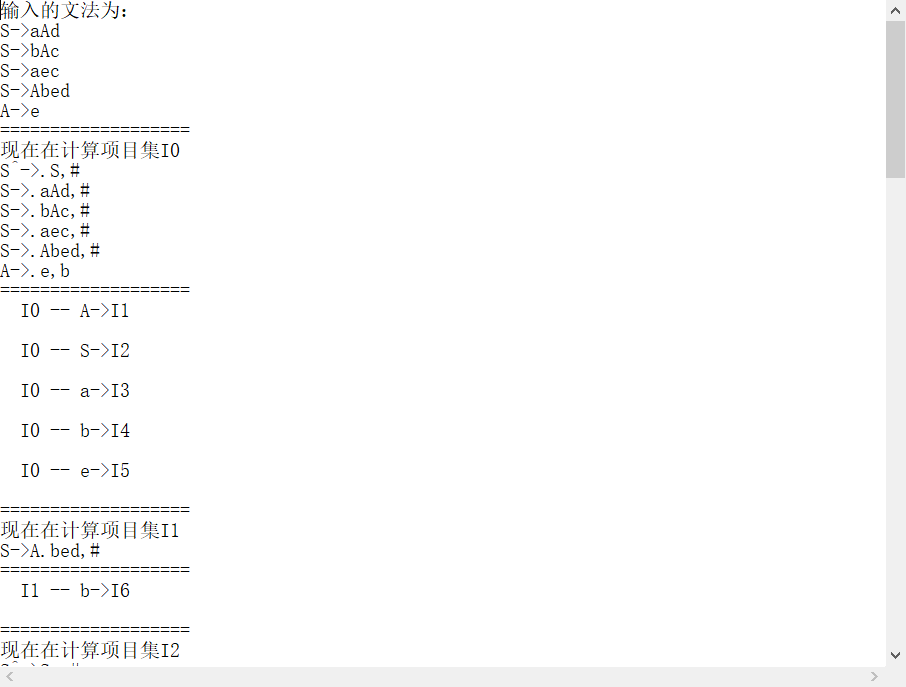 输入的文法为:
S->aAd
S->bAc
S->aec
S->Abed
A->e
===================
现在在计算项目集I0
S^->.S,#
S->.aAd,#
S->.bAc,#
S->.aec,#
S->.Abed,#
A->.e,b
===================
I0 -- A->I1
I0 -- S->I2
I0 -- a->I3
I0 -- b->I4
I0 -- e->I5
===================
现在在计算项目集I1
S->A.bed,#
===================
I1 -- b->I6
===================
现在在计算项目集I2